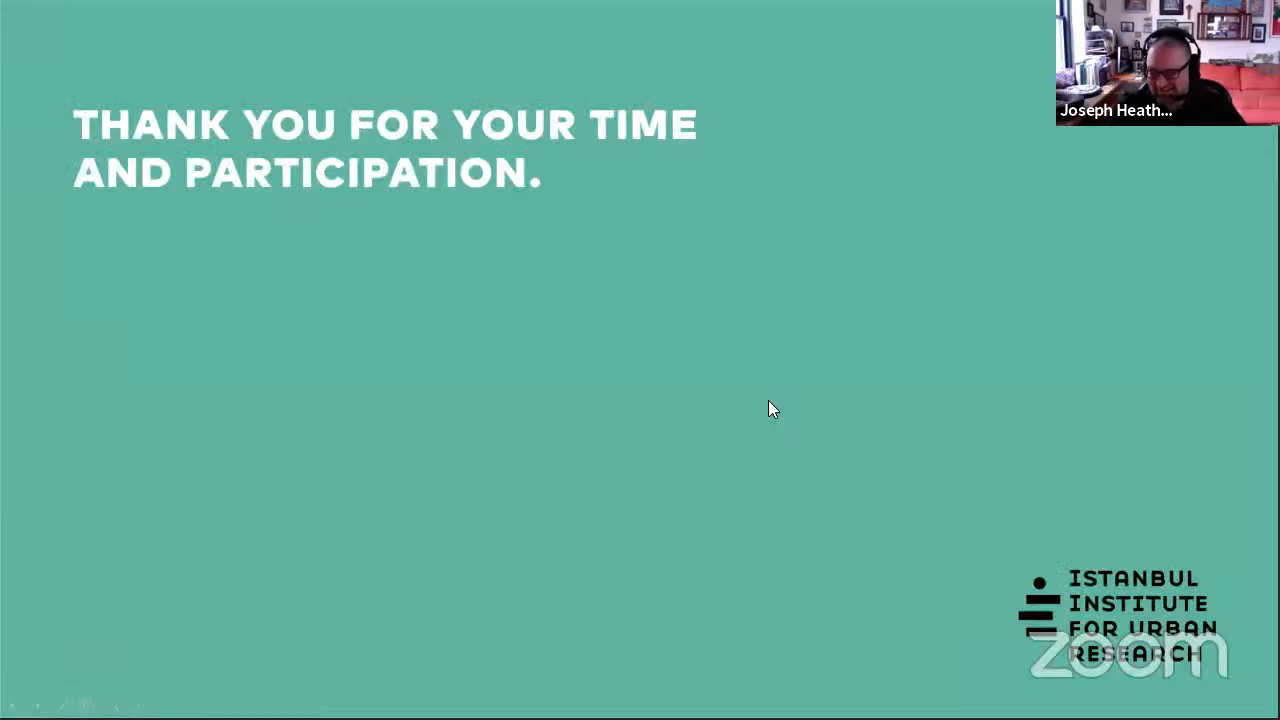 THANK YOU FOR YOUR TIME
AND PARTICIPATION.
Joseph Heath...
ISTANBUL
INSTITUTE
FOR URBAN
RESEARCH
zoom